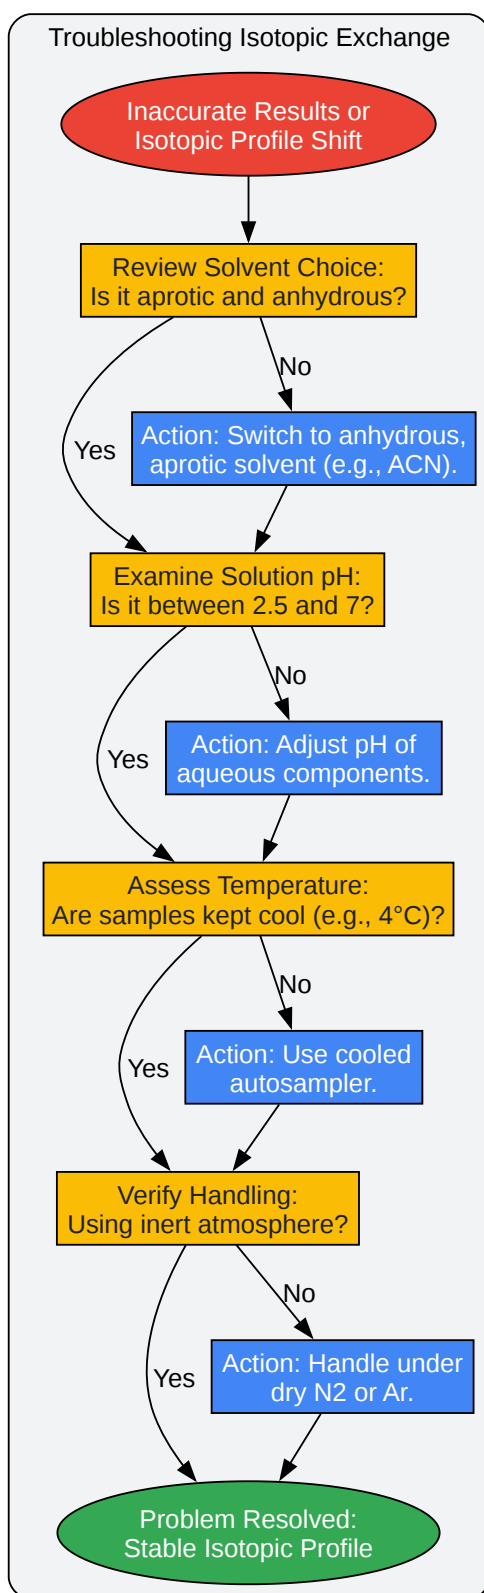 Troubleshooting Isotopic Exchange
Inaccurate Results or
Isotopic Profile Shift
Review Solvent Choice:
Is it aprotic and anhydrous?
No
Yes
Action: Switch to anhydrous,
aprotic solvent (e.g., ACN).
Examine Solution pH:
Is it between 2.5 and 7?
No
Yes
Action: Adjust pH of
aqueous components.
Assess Temperature:
Are samples kept cool (e.g., 4°C)?
No
Yes
Action: Use cooled
autosampler.
Verify Handling:
Using inert atmosphere?
No
Yes
Action: Handle under
dry N2 or Ar.
Problem Resolved:
Stable Isotopic Profile